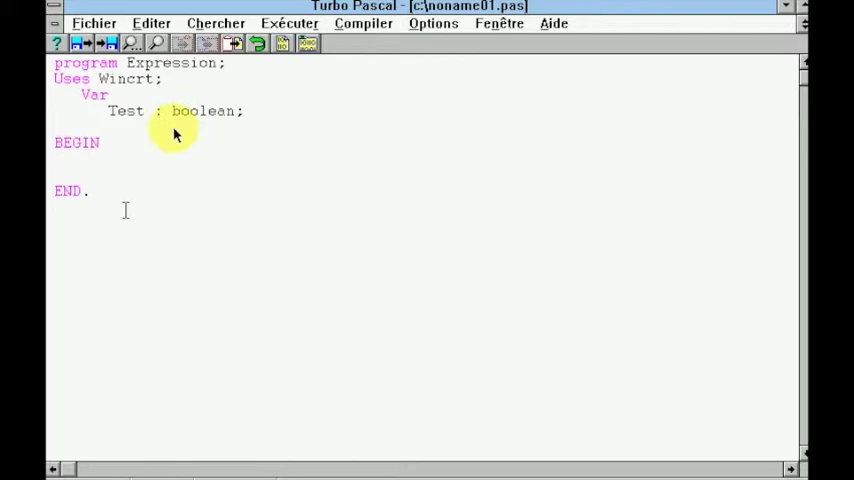 Turbo Pascal - [c:\noname01.pas]
Fichier Editer Chercher Exécuter Compiler Options Fenêtre Aide
program Expression;
Uses Wincrt;
Var
Test : boolean;
BEGIN
END.